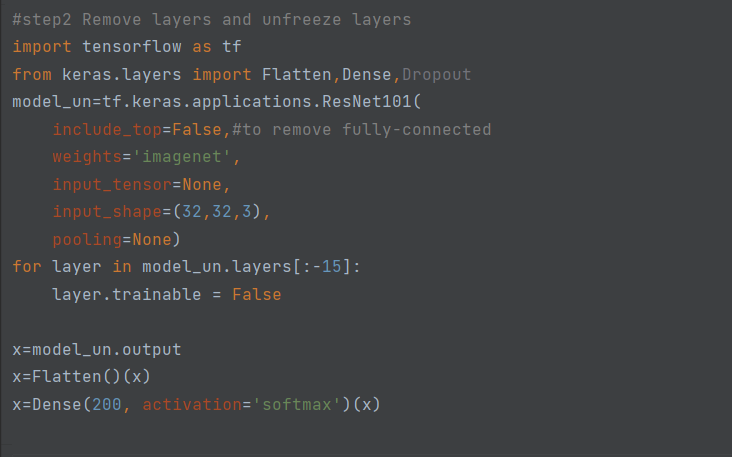 #step2 Remove layers and unfreeze layers
import tensorflow as tf
from keras.layers import Flatten,Dense,Dropout
model_un=tf.keras.applications.ResNet101(
    include_top=False,#to remove fully-connected
    weights='imagenet',
    input_tensor=None,
    input_shape=(32,32,3),
    pooling=None)
for layer in model_un.layers[:-15]:
    layer.trainable = False

x=model_un.output
x=Flatten()(x)
x=Dense(200, activation='softmax')(x)